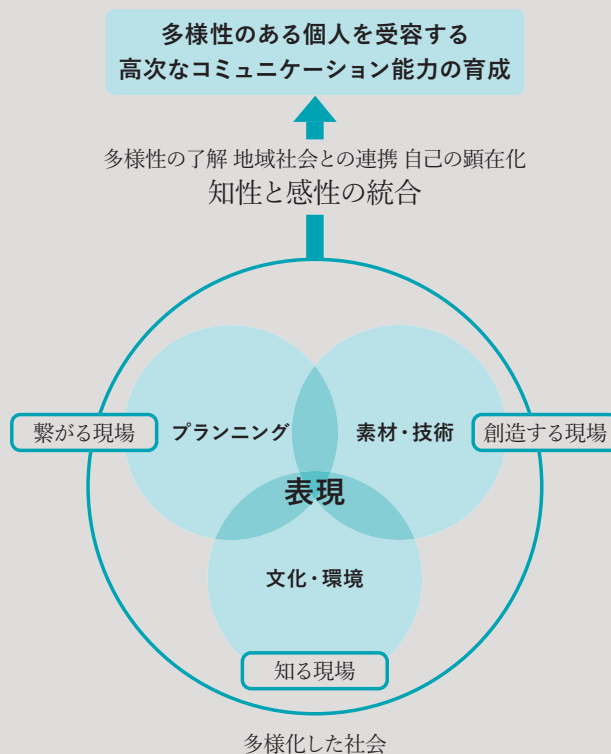 多様性のある個人を受容する
高次なコミュニケーション能力の育成
多様性の了解 地域社会との連携 自己の顕在化
知性と感性の統合
繋がる現場
プランニング
素材・技術
創造する現場
表現
文化・環境
知る現場
多様化した社会